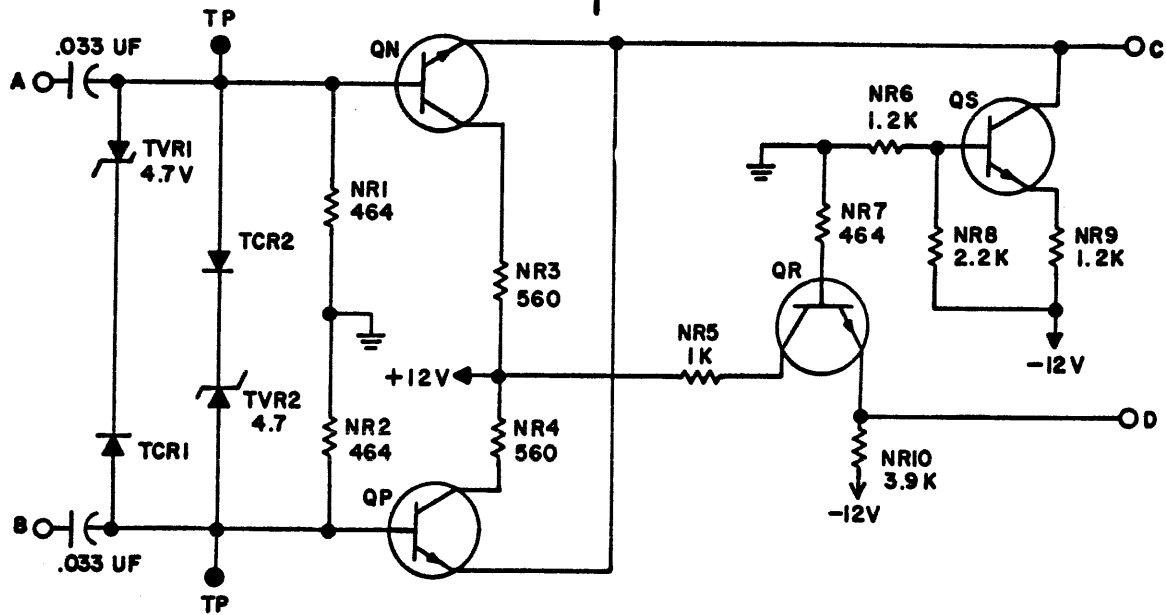 TP
.033 UF
QN
A
C
NR6
1.2K
QS
TVR1
4.7V
NR1
464
NR7
464
TCR2
NR8
2.2K
NR9
1.2K
NR3
560
QR
NR5
1K
+12V
-12V
TVR2
4.7
NR2
464
NR4
560
D
TCR1
NR10
3.9K
QP
-12V
B
.033 UF
TP